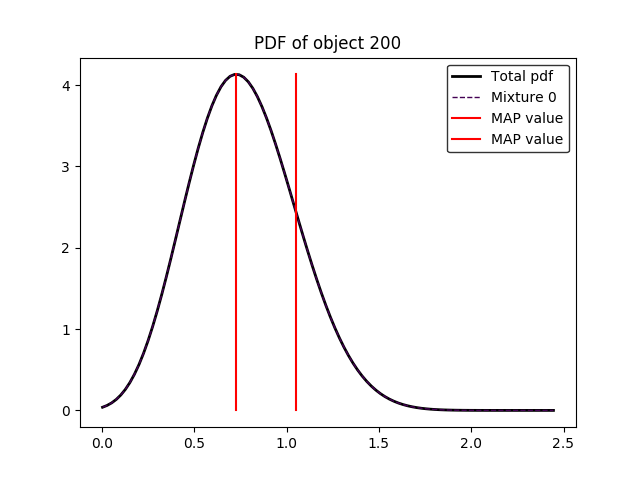 PDF of object 200
Total pdf
Mixture 0
MAP value
MAP value
4
3
2
1
0
0.0 0.5 1.0 1.5 2.0 2.5